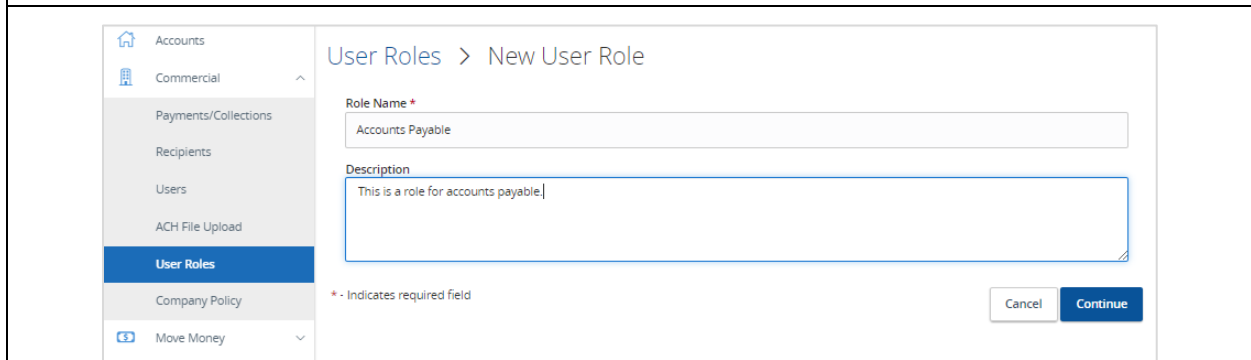 Accounts
Commercial
Payments/Collections
Recipients
Users
ACH File Upload
User Roles
Company Policy
Move Money
User Roles > New User Role
Role Name *
Accounts Payable
Description
This is a role for accounts payable.
* - Indicates required field
Cancel
Continue